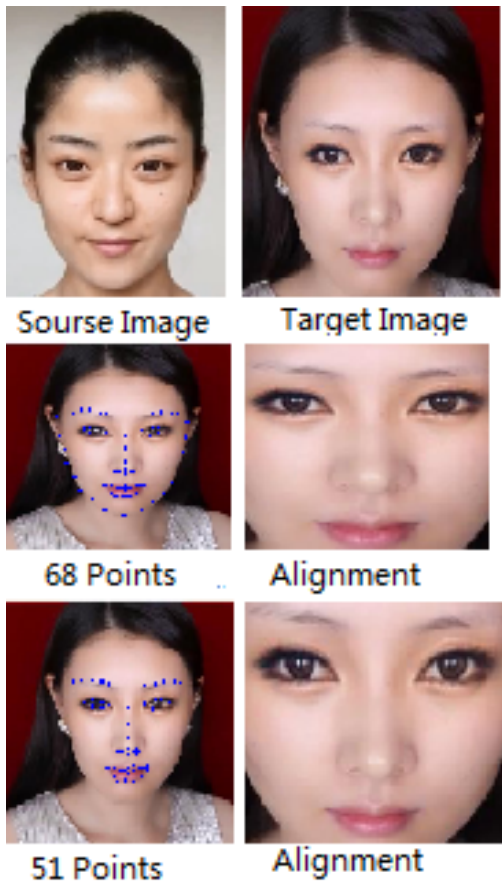 Sourse Image
Target Image
68 Points
Alignment
51 Points
Alignment